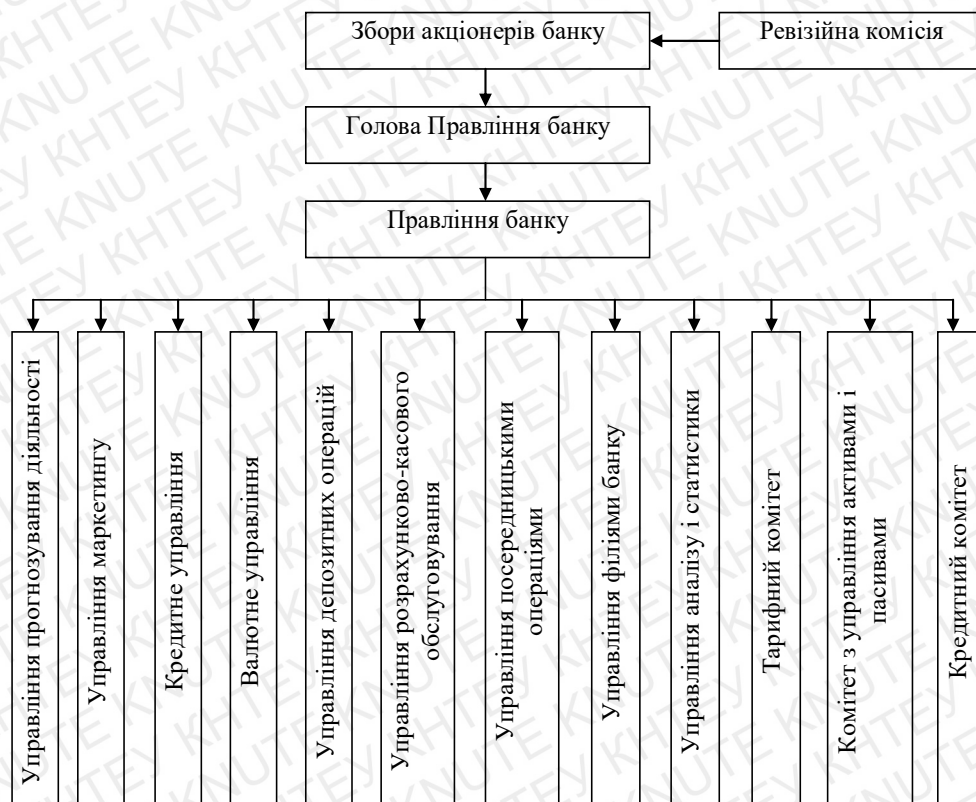 Збори акціонерів банку
Ревізійна комісія
Голова Правління банку
Правління банку
Управління прогнозування діяльності
Управління маркетингу
Кредитне управління
Валютне управління
Управління депозитних операцій
Управління розрахунково-касового
обслуговування
Управління посередницькими
операціями
Управління філіями банку
Управління аналізу і статистики
Тарифний комітет
Комітет з управління активами і
пасивами
Кредитний комітет